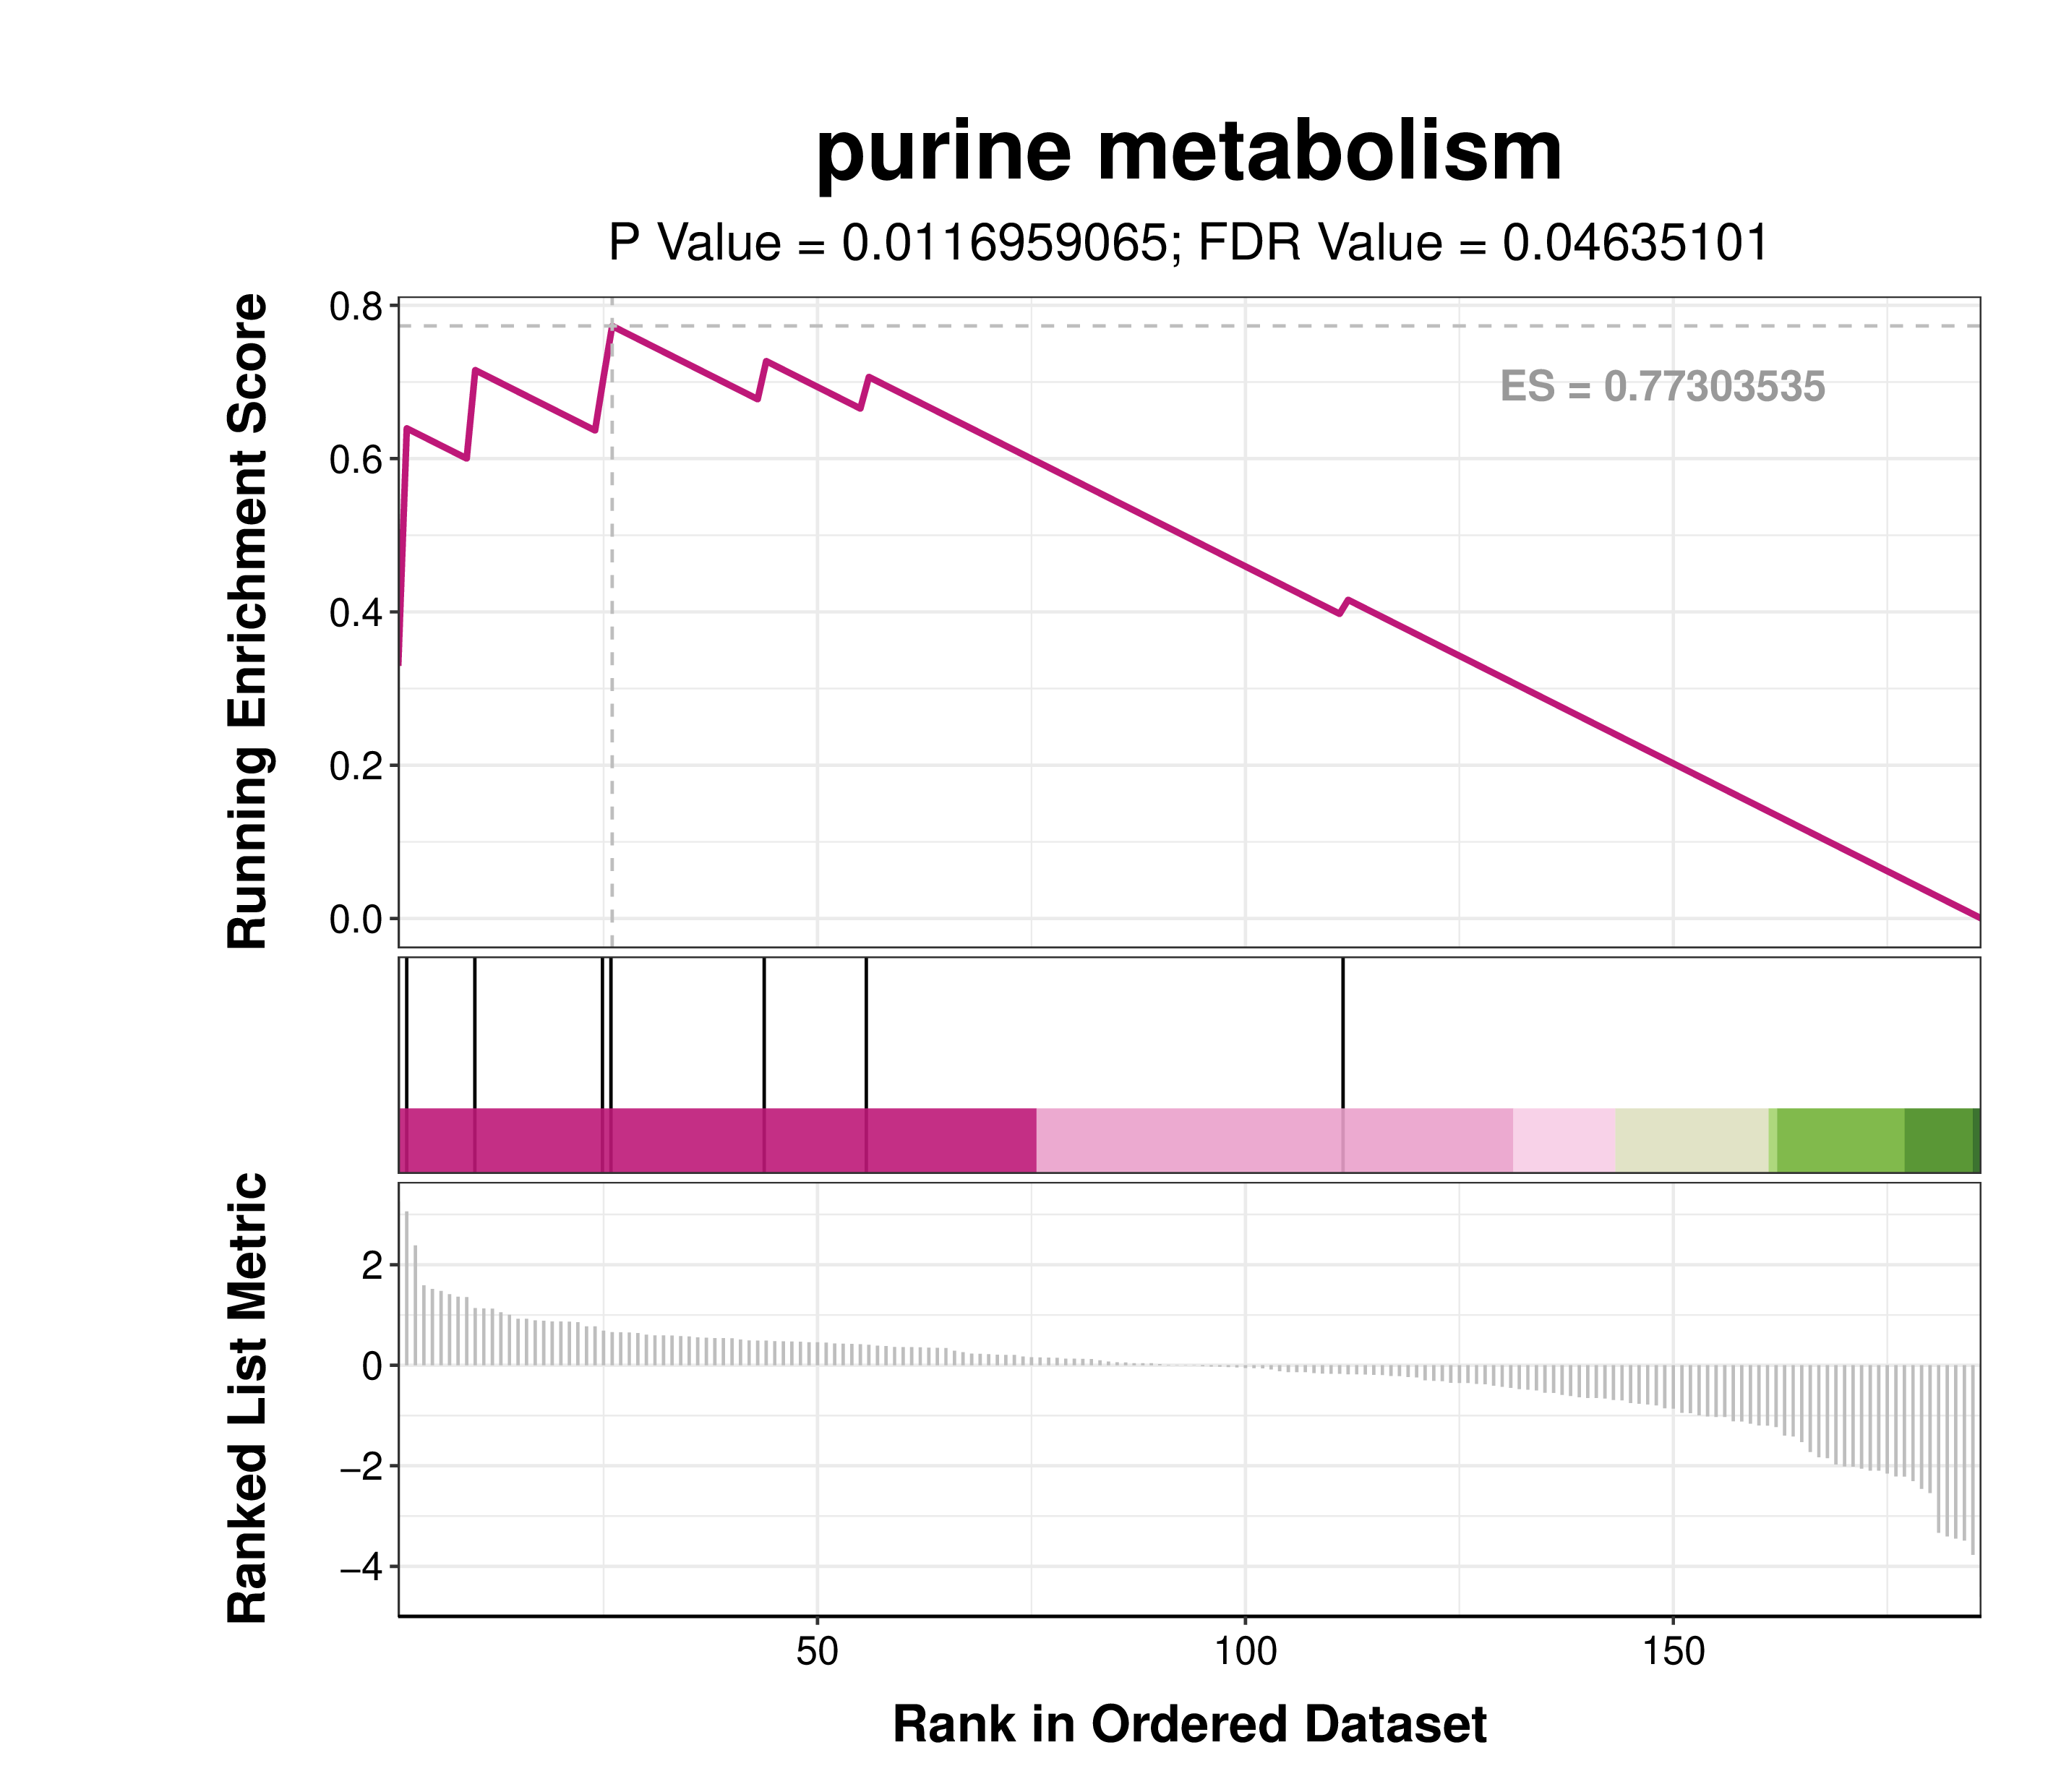 purine metabolism
P Value = 0.0116959065; FDR Value = 0.04635101
Running Enrichment Score
0.8
0.6
0.4
0.2
0.0
ES = 0.77303535
Ranked List Metric
2
0
−2
−4
50 100 150
Rank in Ordered Dataset